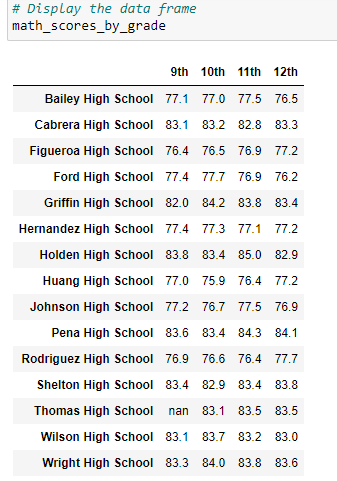 # Display the data frame
math_scores_by_grade
9th 10th 11th 12th
Bailey High School 77.1 77.0 77.5 76.5
Cabrera High School 83.1 83.2 82.8 83.3
Figueroa High School 76.4 76.5 76.9 77.2
Ford High School 77.4 77.7 76.9 76.2
Griffin High School 82.0 84.2 83.8 83.4
Hernandez High School 77.4 77.3 77.1 77.2
Holden High School 83.8 83.4 85.0 82.9
Huang High School 77.0 75.9 76.4 77.2
Johnson High School 77.2 76.7 77.5 76.9
Pena High School 83.6 83.4 84.3 84.1
Rodriguez High School 76.9 76.6 76.4 77.7
Shelton High School 83.4 82.9 83.4 83.8
Thomas High School nan 83.1 83.5 83.5
Wilson High School 83.1 83.7 83.2 83.0
Wright High School 83.3 84.0 83.8 83.6